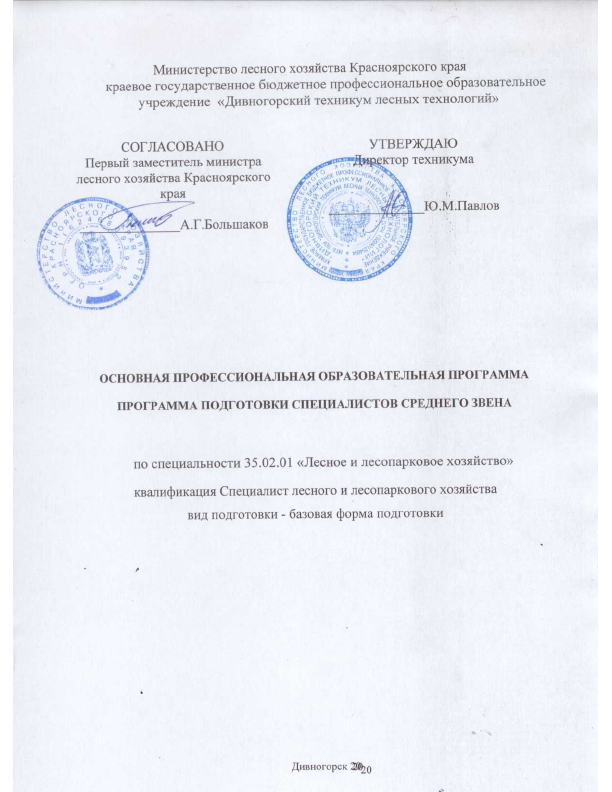 Министерство лесного хозяйства Красноярского края
краевое государственное бюджетное профессиональное образовательное
учреждение «Дивногорский техникум лесных технологий»
СОГЛАСОВАНО
Первый заместитель министра
лесного хозяйства Красноярского
края
А.Г.Большаков
УТВЕРЖДАЮ
Директор техникума
Ю.М.Павлов
ОСНОВНАЯ ПРОФЕССИОНАЛЬНАЯ ОБРАЗОВАТЕЛЬНАЯ ПРОГРАММА
ПРОГРАММА ПОДГОТОВКИ СПЕЦИАЛИСТОВ СРЕДНЕГО ЗВЕНА
по специальности 35.02.01 «Лесное и лесопарковое хозяйство»
квалификация Специалист лесного и лесопаркового хозяйства
вид подготовки - базовая форма подготовки
Дивногорск